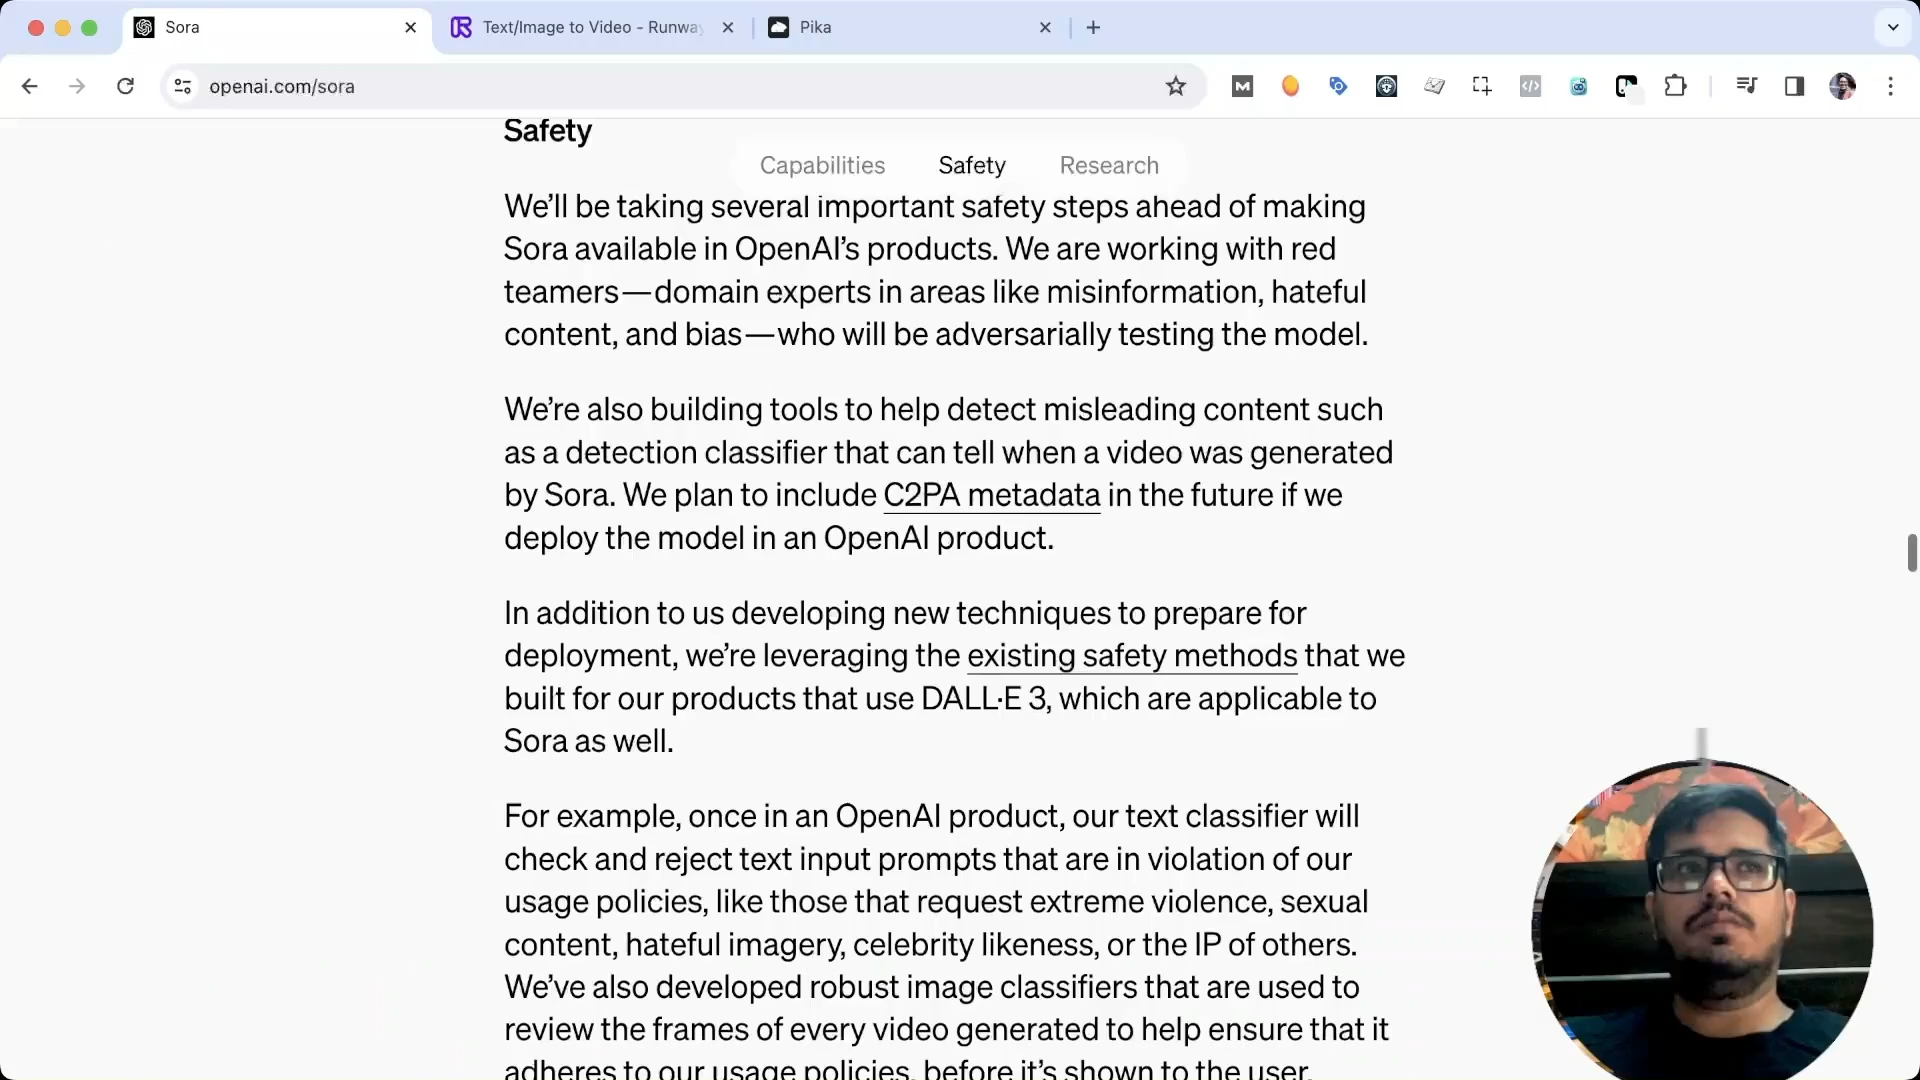 Sora
Text/Image to Video - Runway
Pika
openai.com/sora
Safety
Capabilities
Safety
Research
We'll be taking several important safety steps ahead of making
Sora available in OpenAI's products. We are working with red
teamers—domain experts in areas like misinformation, hateful
content, and bias—who will be adversarially testing the model.
We're also building tools to help detect misleading content such
as a detection classifier that can tell when a video was generated
by Sora. We plan to include C2PA metadata in the future if we
deploy the model in an OpenAI product.
In addition to us developing new techniques to prepare for
deployment, we're leveraging the existing safety methods that we
built for our products that use DALL·E 3, which are applicable to
Sora as well.
For example, once in an OpenAI product, our text classifier will
check and reject text input prompts that are in violation of our
usage policies, like those that request extreme violence, sexual
content, hateful imagery, celebrity likeness, or the IP of others.
We've also developed robust image classifiers that are used to
review the frames of every video generated to help ensure that it
adheres to our usage policies, before it's shown to the user.